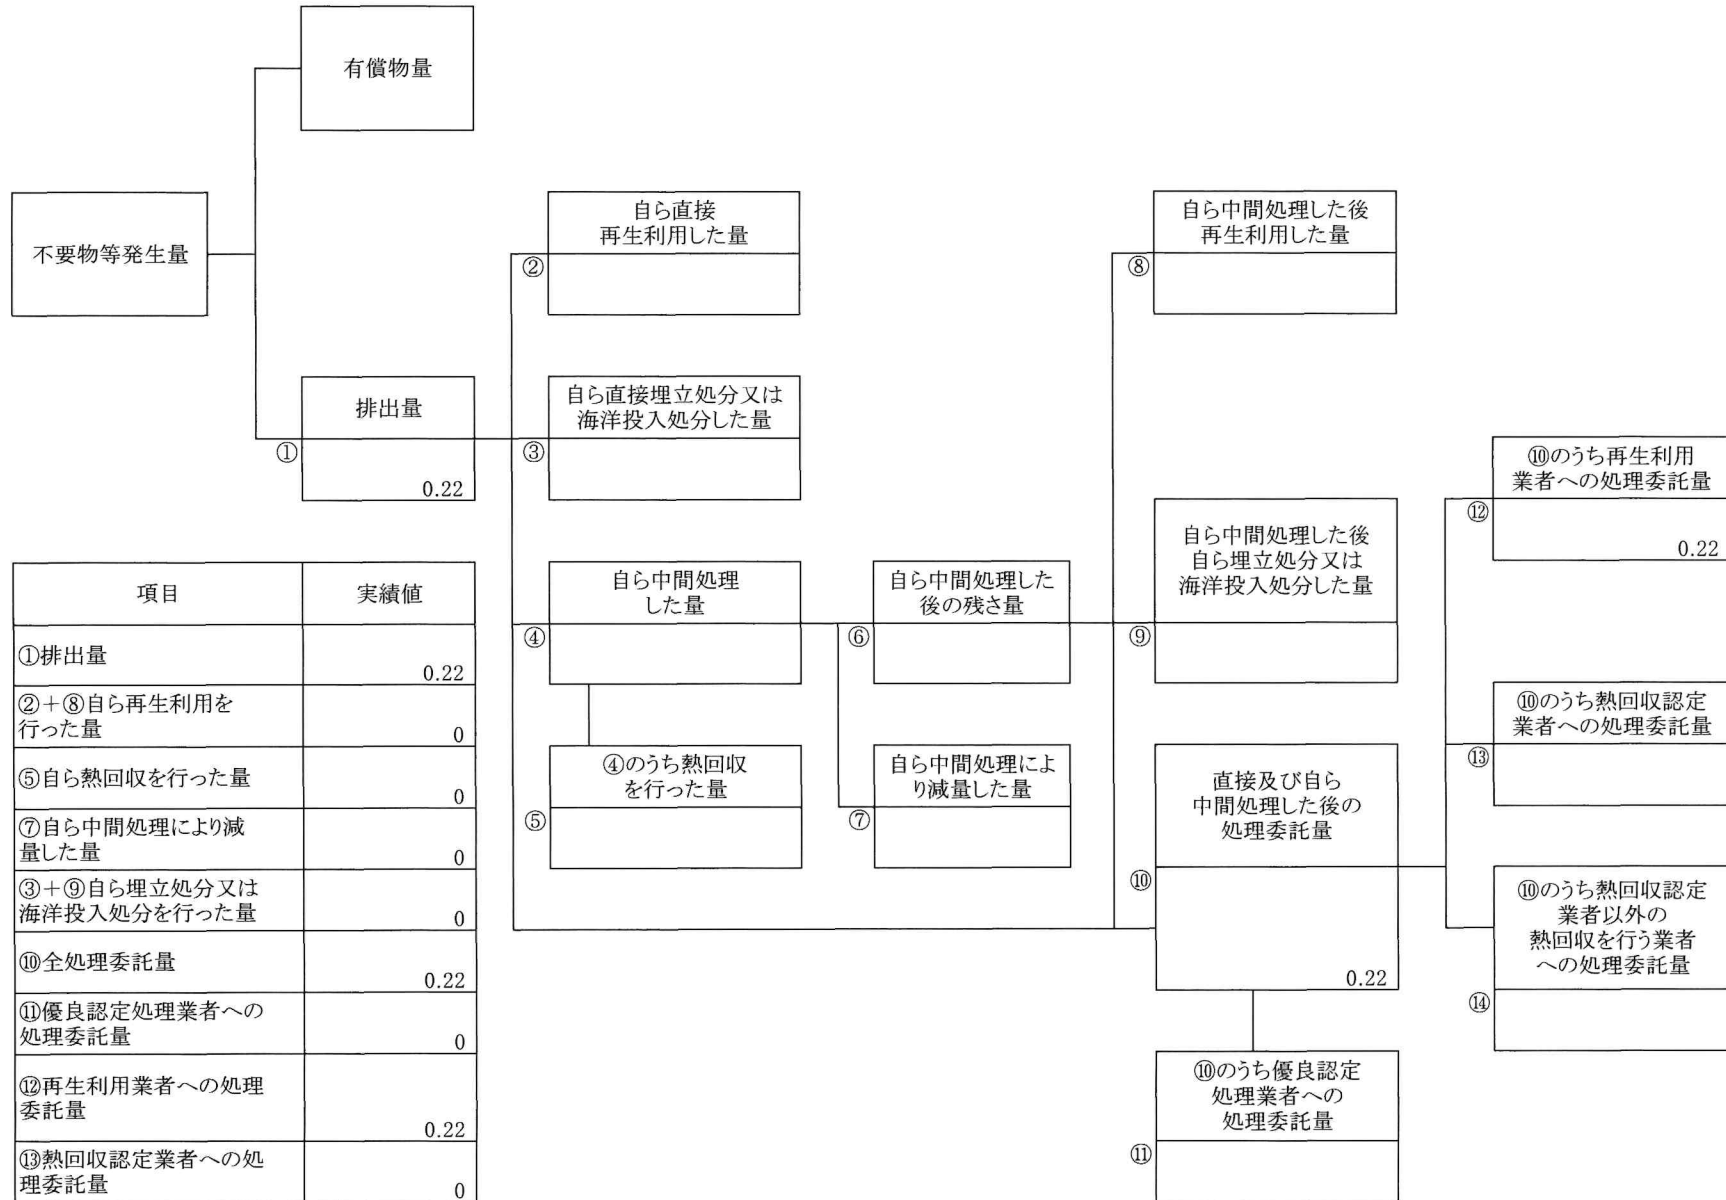 有償物量
不要物等発生量
排出量
①
0.22
自ら直接
再生利用した量
②
自ら直接埋立処分又は
海洋投入処分した量
③
自ら中間処理
した量
④
④のうち熱回収
を行った量
⑤
自ら中間処理した
後の残さ量
⑥
自ら中間処理によ
り減量した量
⑦
自ら中間処理した後
再生利用した量
⑧
自ら中間処理した後
自ら埋立処分又は
海洋投入処分した量
⑨
直接及び自ら
中間処理した後の
処理委託量
⑩
0.22
⑩のうち優良認定
処理業者への
処理委託量
⑪
⑩のうち再生利用
業者への処理委託量
⑫
0.22
⑩のうち熱回収認定
業者への処理委託量
⑬
⑩のうち熱回収認定
業者以外の
熱回収を行う業者
への処理委託量
⑭
項目 実績値
①排出量
0.22
②+⑧自ら再生利用を
行った量
0
⑤自ら熱回収を行った量
0
⑦自ら中間処理により減
量した量
0
③+⑨自ら埋立処分又は
海洋投入処分を行った量
0
⑩全処理委託量
0.22
⑪優良認定処理業者への
処理委託量
0
⑫再生利用業者への処理
委託量
0.22
⑬熱回収認定業者への処
理委託量
0